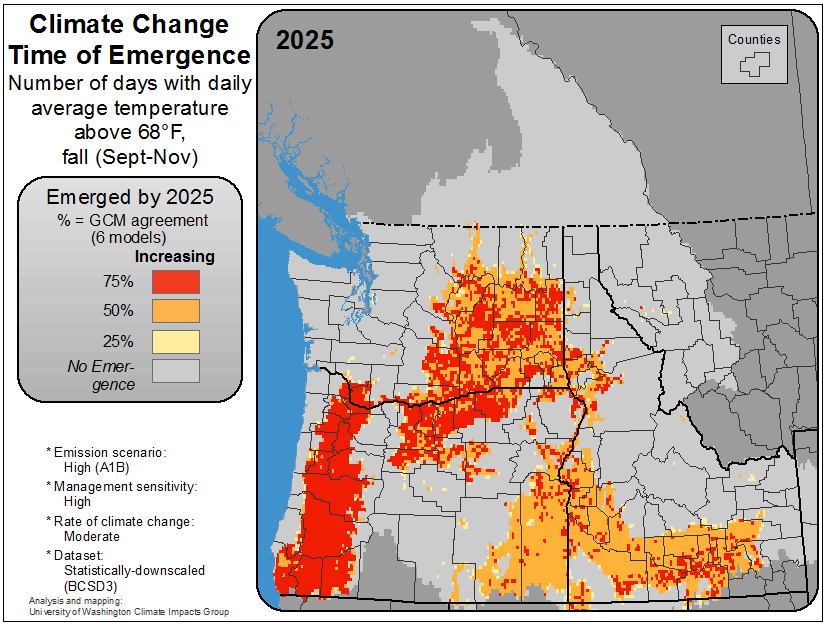 Climate Change
Time of Emergence
Number of days with daily
average temperature
above 68°F,
fall (Sept-Nov)
Emerged by 2025
% = GCM agreement
(6 models)
Increasing
75%
50%
25%
No Emer-
gence
* Emission scenario:
High (A1B)
* Management sensitivity:
High
* Rate of climate change:
Moderate
* Dataset:
Statistically-downscaled
(BCSD3)
Analysis and mapping:
University of Washington Climate Impacts Group
2025
Counties